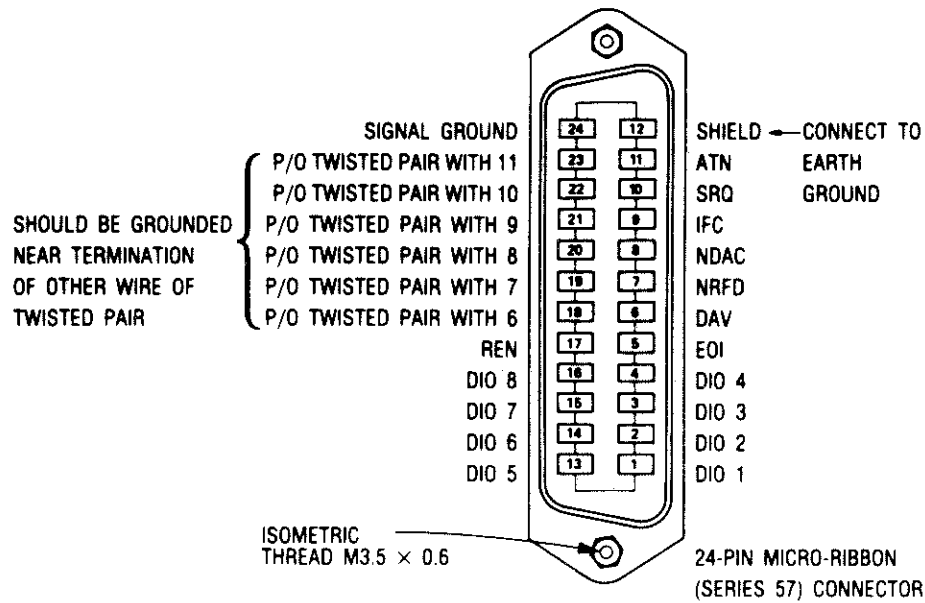 SIGNAL GROUND 24 12 SHIELD CONNECT TO
P/O TWISTED PAIR WITH 11 23 11 ATN EARTH
P/O TWISTED PAIR WITH 10 22 10 SRQ GROUND
SHOULD BE GROUNDED P/O TWISTED PAIR WITH 9 21 9 IFC
NEAR TERMINATION P/O TWISTED PAIR WITH 8 20 8 NDAC
OF OTHER WIRE OF P/O TWISTED PAIR WITH 7 19 7 NRFD
TWISTED PAIR P/O TWISTED PAIR WITH 6 18 6 DAV
REN 17 5 EOI
DIO 8 16 4 DIO 4
DIO 7 15 3 DIO 3
DIO 6 14 2 DIO 2
DIO 5 13 1 DIO 1
ISOMETRIC
THREAD M3.5 × 0.6
24-PIN MICRO-RIBBON
(SERIES 57) CONNECTOR